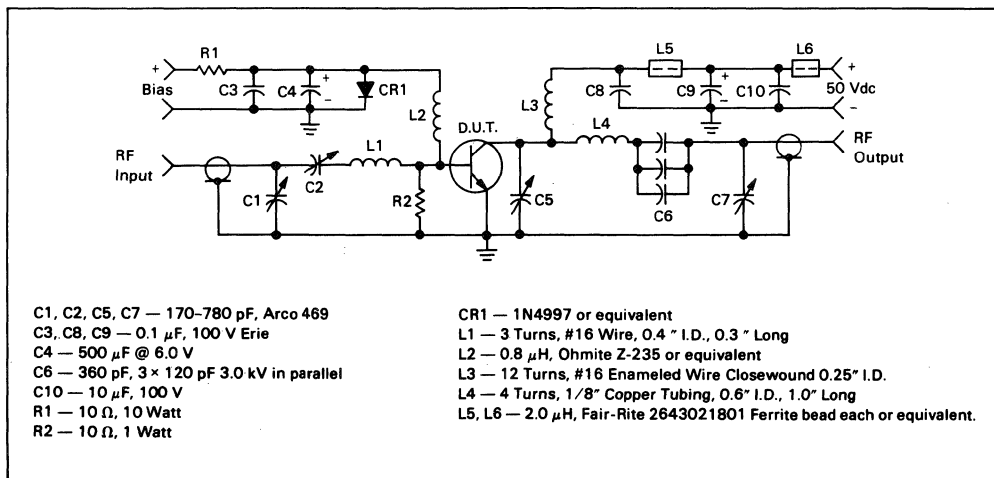 R1
L5
L6
+
+
+
+
Bias
C3
C4
CR1
C8
C9
C10
50 Vdc
L2
L3
−
−
−
D.U.T.
L4
L1
RF
Input
RF
Output
C2
C1
R2
C5
C6
C7
C1, C2, C5, C7 — 170–780 pF, Arco 469
C3, C8, C9 — 0.1 μF, 100 V Erie
C4 — 500 μF @ 6.0 V
C6 — 360 pF, 3 × 120 pF 3.0 kV in parallel
C10 — 10 μF, 100 V
R1 — 10 Ω, 10 Watt
R2 — 10 Ω, 1 Watt
CR1 — 1N4997 or equivalent
L1 — 3 Turns, #16 Wire, 0.4 ″ I.D., 0.3 ″ Long
L2 — 0.8 μH, Ohmite Z-235 or equivalent
L3 — 12 Turns, #16 Enameled Wire Closewound 0.25″ I.D.
L4 — 4 Turns, 1/8″ Copper Tubing, 0.6″ I.D., 1.0″ Long
L5, L6 — 2.0 μH, Fair-Rite 2643021801 Ferrite bead each or equivalent.